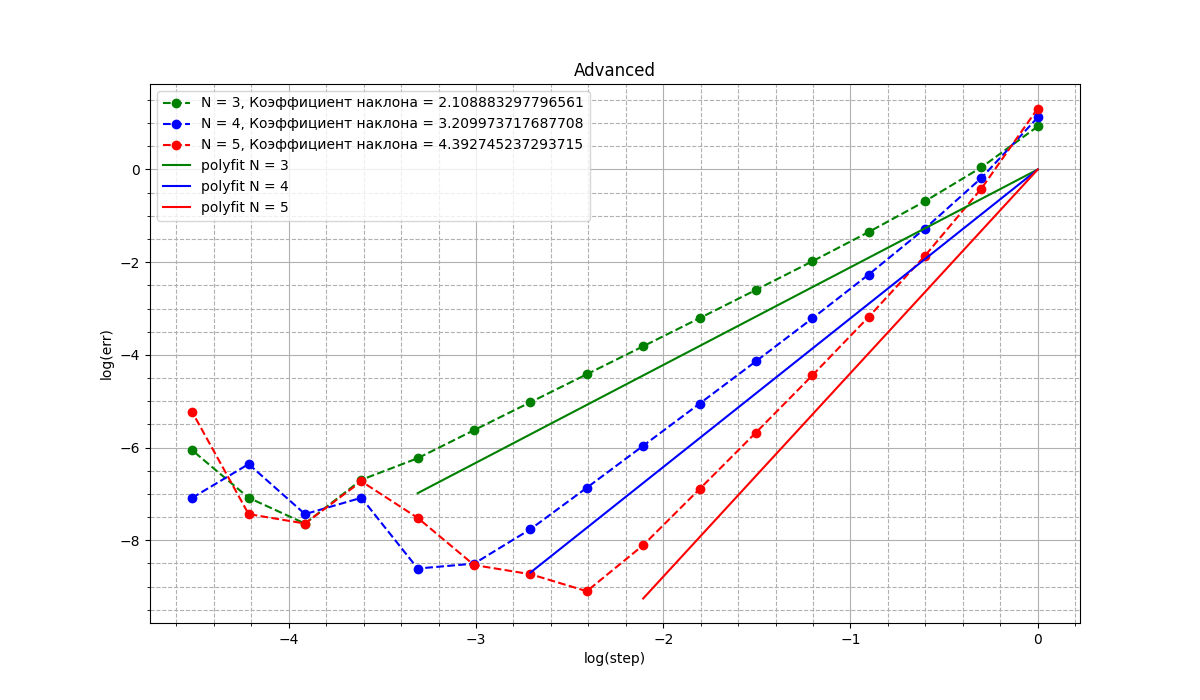 Advanced
N = 3, Коэффициент наклона = 2.108883297796561
N = 4, Коэффициент наклона = 3.209973717687708
N = 5, Коэффициент наклона = 4.392745237293715
polyfit N = 3
polyfit N = 4
polyfit N = 5
0
−2
−4
−6
−8
log(err)
−4 −3 −2 −1 0
log(step)